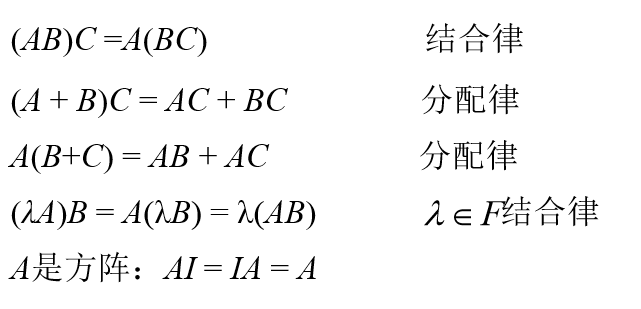 (AB)C =A(BC) 结合律
(A + B)C = AC + BC 分配律
A(B+C) = AB + AC 分配律
(λA)B = A(λB) = λ(AB) λ ∈ F结合律
A是方阵：AI = IA = A